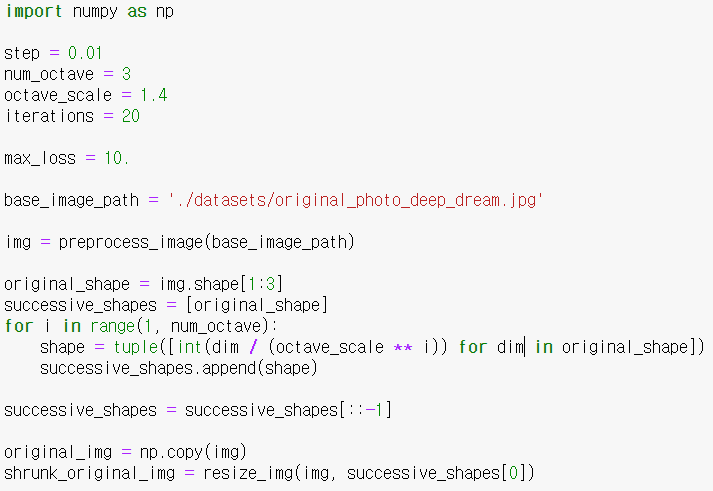 import numpy as np
step = 0.01
num_octave = 3
octave_scale = 1.4
iterations = 20
max_loss = 10.
base_image_path = './datasets/original_photo_deep_dream.jpg'
img = preprocess_image(base_image_path)
original_shape = img.shape[1:3]
successive_shapes = [original_shape]
for i in range(1, num_octave):
    shape = tuple([int(dim / (octave_scale ** i)) for dim in original_shape])
    successive_shapes.append(shape)
successive_shapes = successive_shapes[::-1]
original_img = np.copy(img)
shrunk_original_img = resize_img(img, successive_shapes[0])